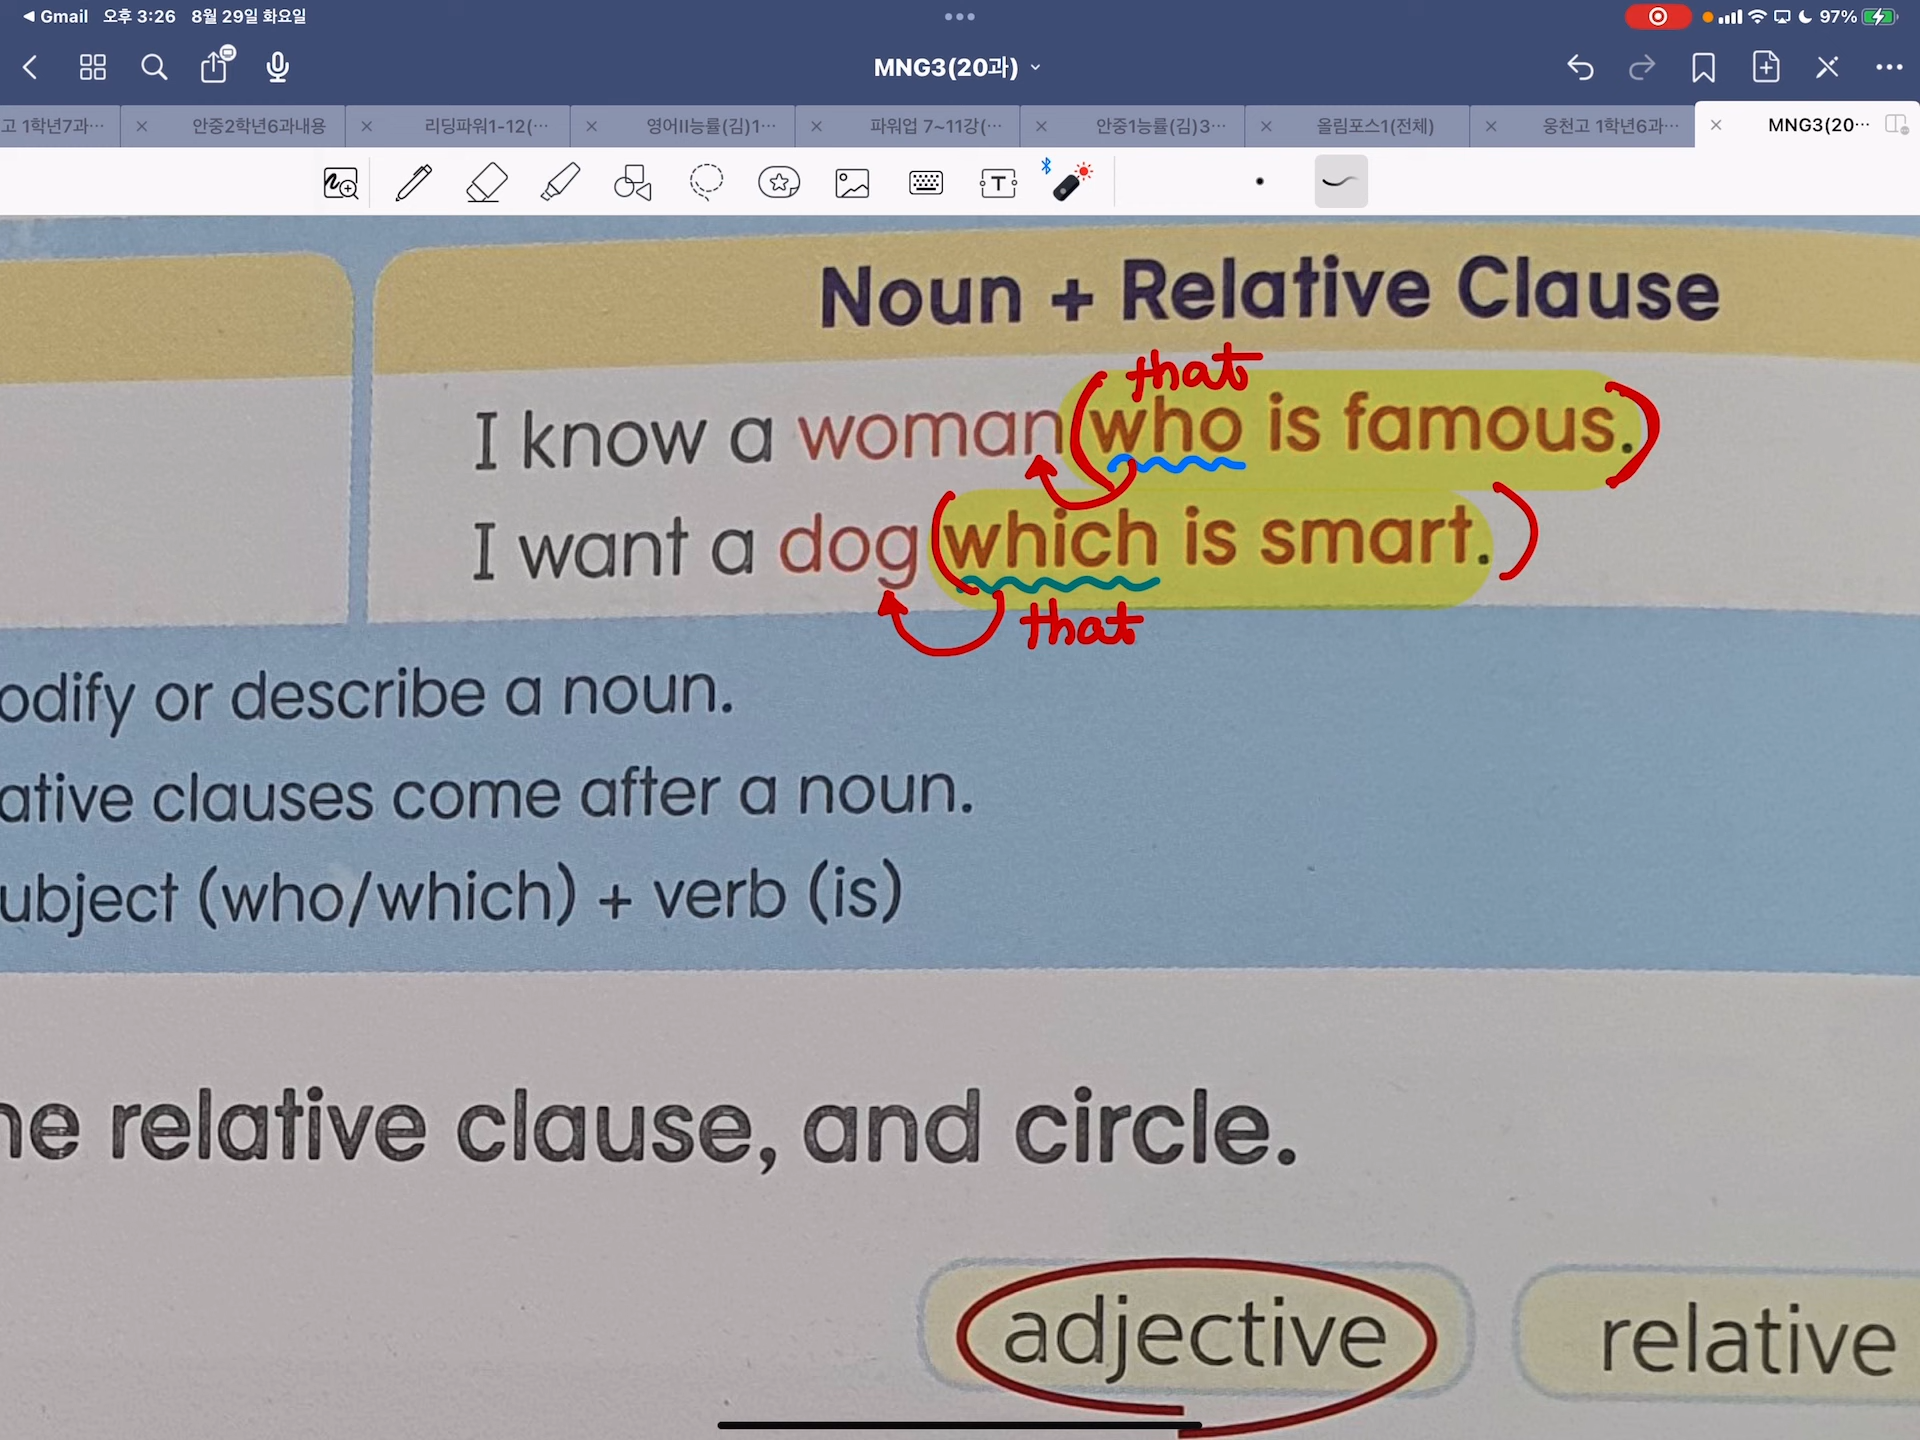 Gmail 오후 3:26 8월 29일 화요일
97%
MNG3(20과)
고 1학년7과···
안중2학년6과내용
리딩파워1-12(···
영어II능률(김)1···
파워업 7~11강(···
안중1능률(김)3···
올림포스1(전체)
웅천고 1학년6과···
MNG3(20···
T
Noun + Relative Clause
that
I know a woman (who is famous.)
I want a dog (which is smart.)
that
odify or describe a noun.
ative clauses come after a noun.
ubject (who/which) + verb (is)
he relative clause, and circle.
adjective
relative